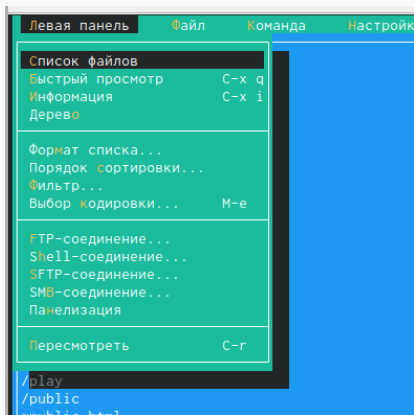 Левая панель Файл Команда Настройк
Список файлов
Быстрый просмотр C-x q
Информация C-x i
Дерево
Формат списка...
Порядок сортировки...
Фильтр...
Выбор кодировки... M-e
FTP-соединение...
Shell-соединение...
SFTP-соединение...
SMB-соединение...
Панелизация
Пересмотреть C-r
/play
/public